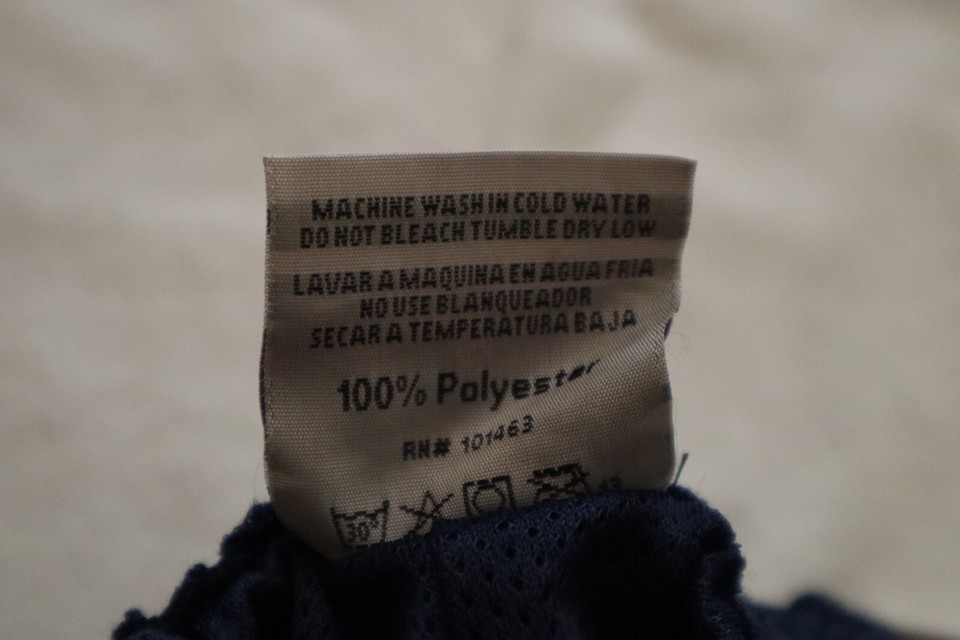 MACHINE WASH IN COLD WATER
DO NOT BLEACH TUMBLE DRY LOW
LAVAR A MAQUINA EN AGUA FRIA
NO USE BLANQUEADOR
SECAR A TEMPERATURA BAJA
100% Polyester
RN# 101463
30°